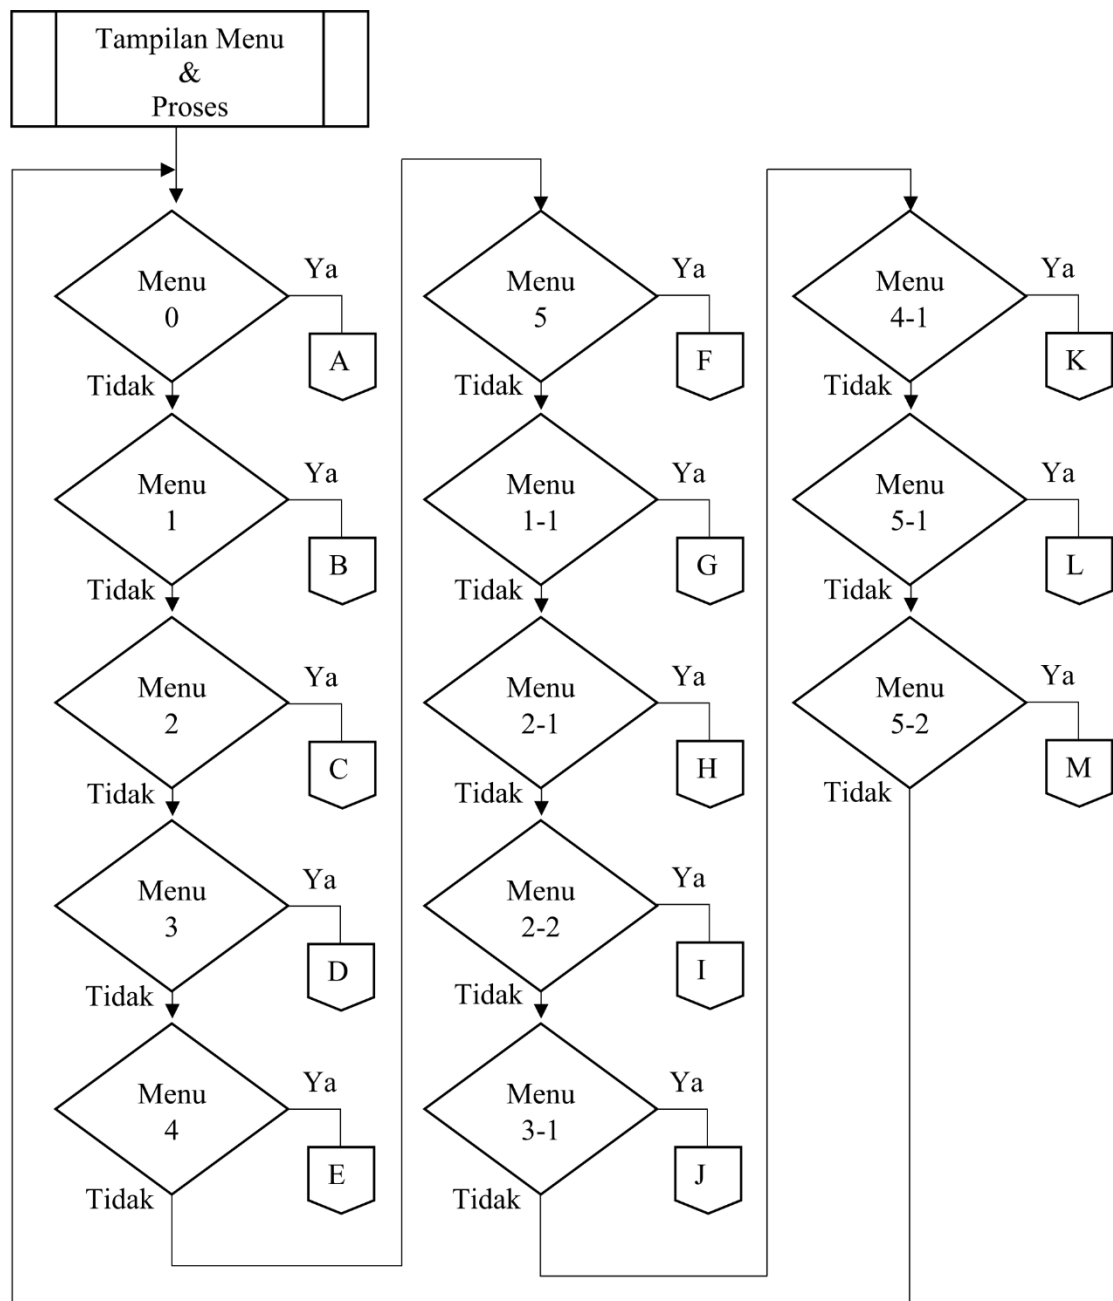 Tampilan Menu
&
Proses
Menu
0
Ya
A
Tidak
Menu
1
Ya
B
Tidak
Menu
2
Ya
C
Tidak
Menu
3
Ya
D
Tidak
Menu
4
Ya
E
Tidak
Menu
5
Ya
F
Tidak
Menu
1-1
Ya
G
Tidak
Menu
2-1
Ya
H
Tidak
Menu
2-2
Ya
I
Tidak
Menu
3-1
Ya
J
Tidak
Menu
4-1
Ya
K
Tidak
Menu
5-1
Ya
L
Tidak
Menu
5-2
Ya
M
Tidak